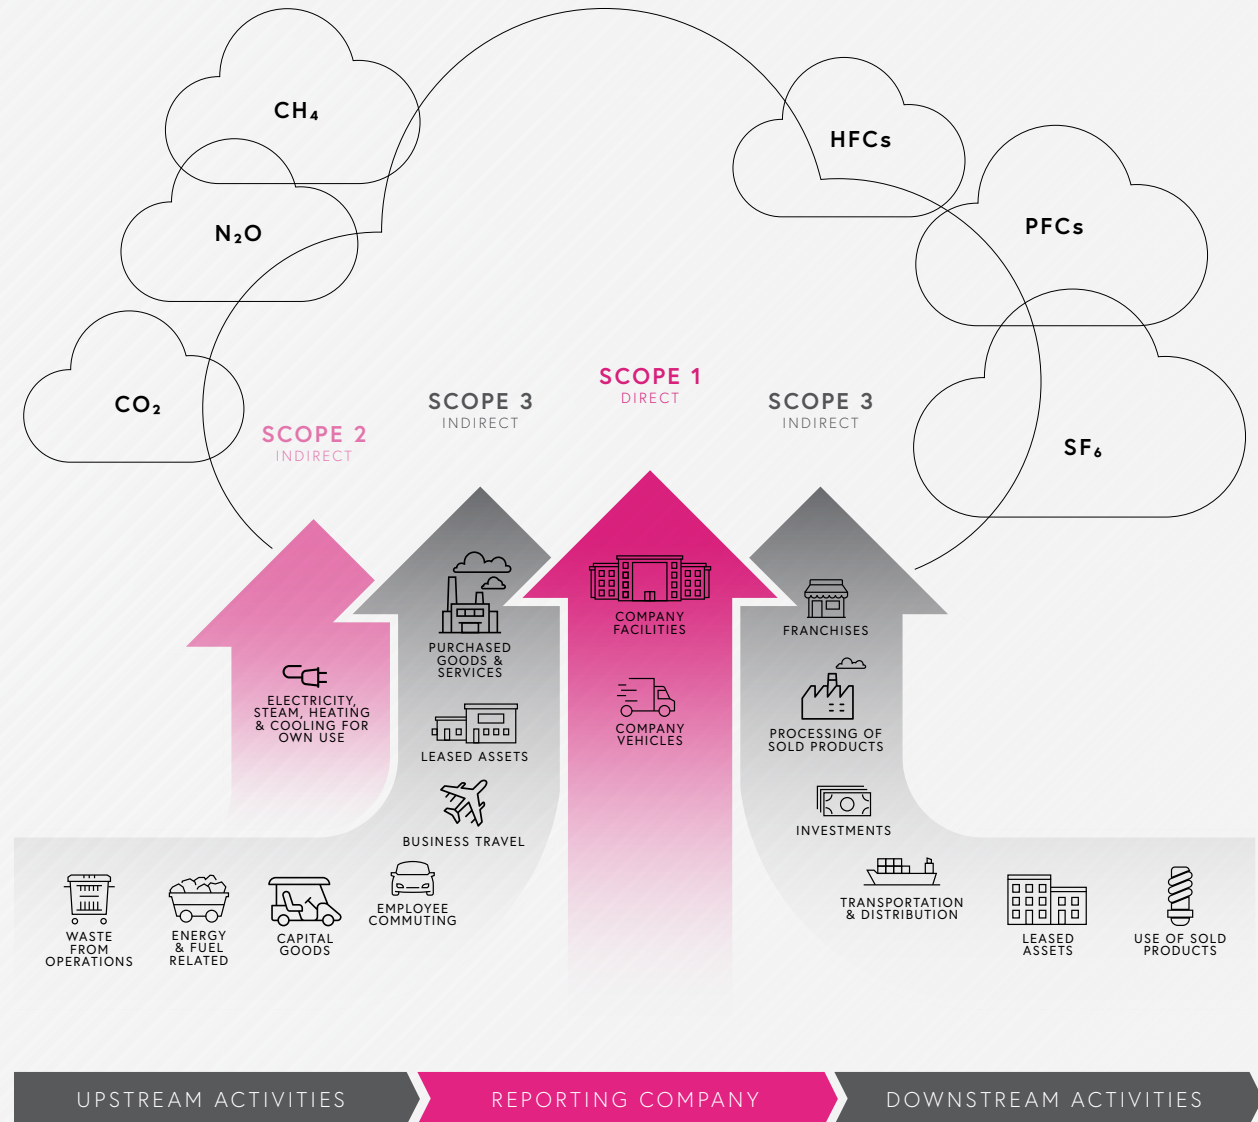 CH₄
HFCs
N₂O
PFCs
CO₂
SF₆
SCOPE 2
INDIRECT
SCOPE 3
INDIRECT
SCOPE 1
DIRECT
SCOPE 3
INDIRECT
ELECTRICITY,
STEAM, HEATING
& COOLING FOR
OWN USE
PURCHASED
GOODS &
SERVICES
LEASED ASSETS
BUSINESS TRAVEL
EMPLOYEE
COMMUTING
CAPITAL
GOODS
ENERGY
& FUEL
RELATED
WASTE
FROM
OPERATIONS
COMPANY
FACILITIES
COMPANY
VEHICLES
FRANCHISES
PROCESSING OF
SOLD PRODUCTS
INVESTMENTS
TRANSPORTATION
& DISTRIBUTION
LEASED
ASSETS
USE OF SOLD
PRODUCTS
UPSTREAM ACTIVITIES
REPORTING COMPANY
DOWNSTREAM ACTIVITIES